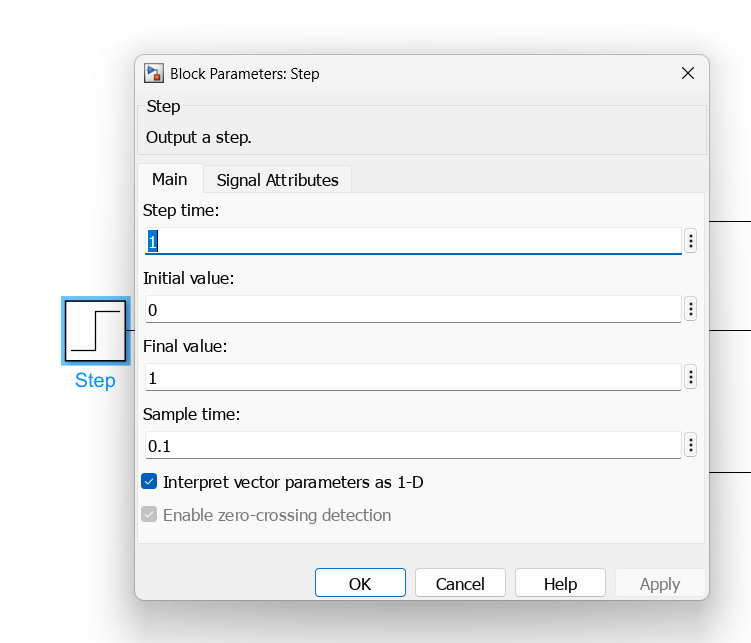 Block Parameters: Step
Step
Output a step.
Main
Signal Attributes
Step time:
1
Initial value:
0
Final value:
1
Sample time:
0.1
Interpret vector parameters as 1-D
Enable zero-crossing detection
OK
Cancel
Help
Apply
Step